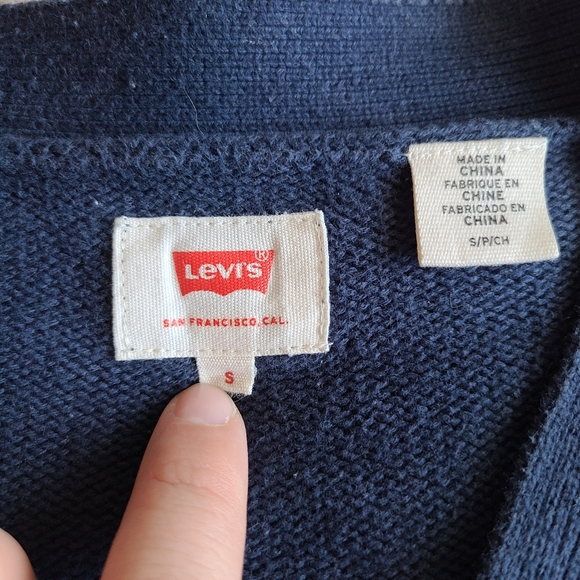 Levi's®
SAN FRANCISCO, CAL.
S
MADE IN
CHINA
FABRIQUE EN
CHINE
FABRICADO EN
CHINA
S/P/CH